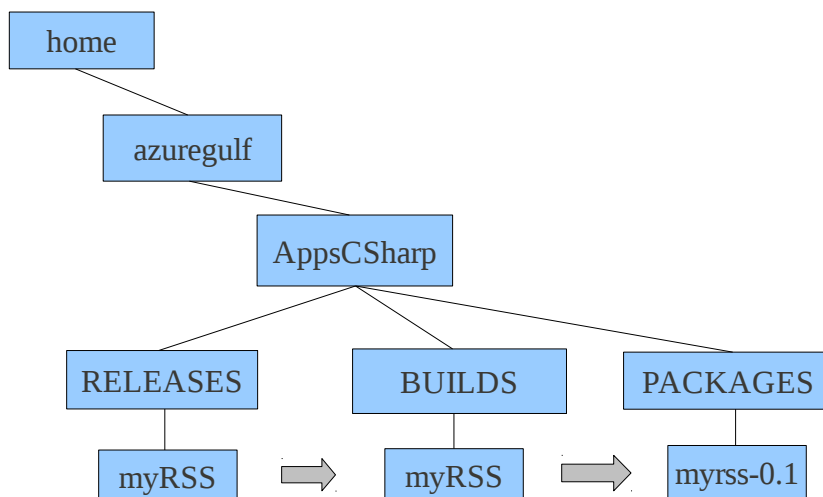 home
azuregulf
AppsCSharp
RELEASES
BUILDS
PACKAGES
myRSS
myRSS
myrss-0.1